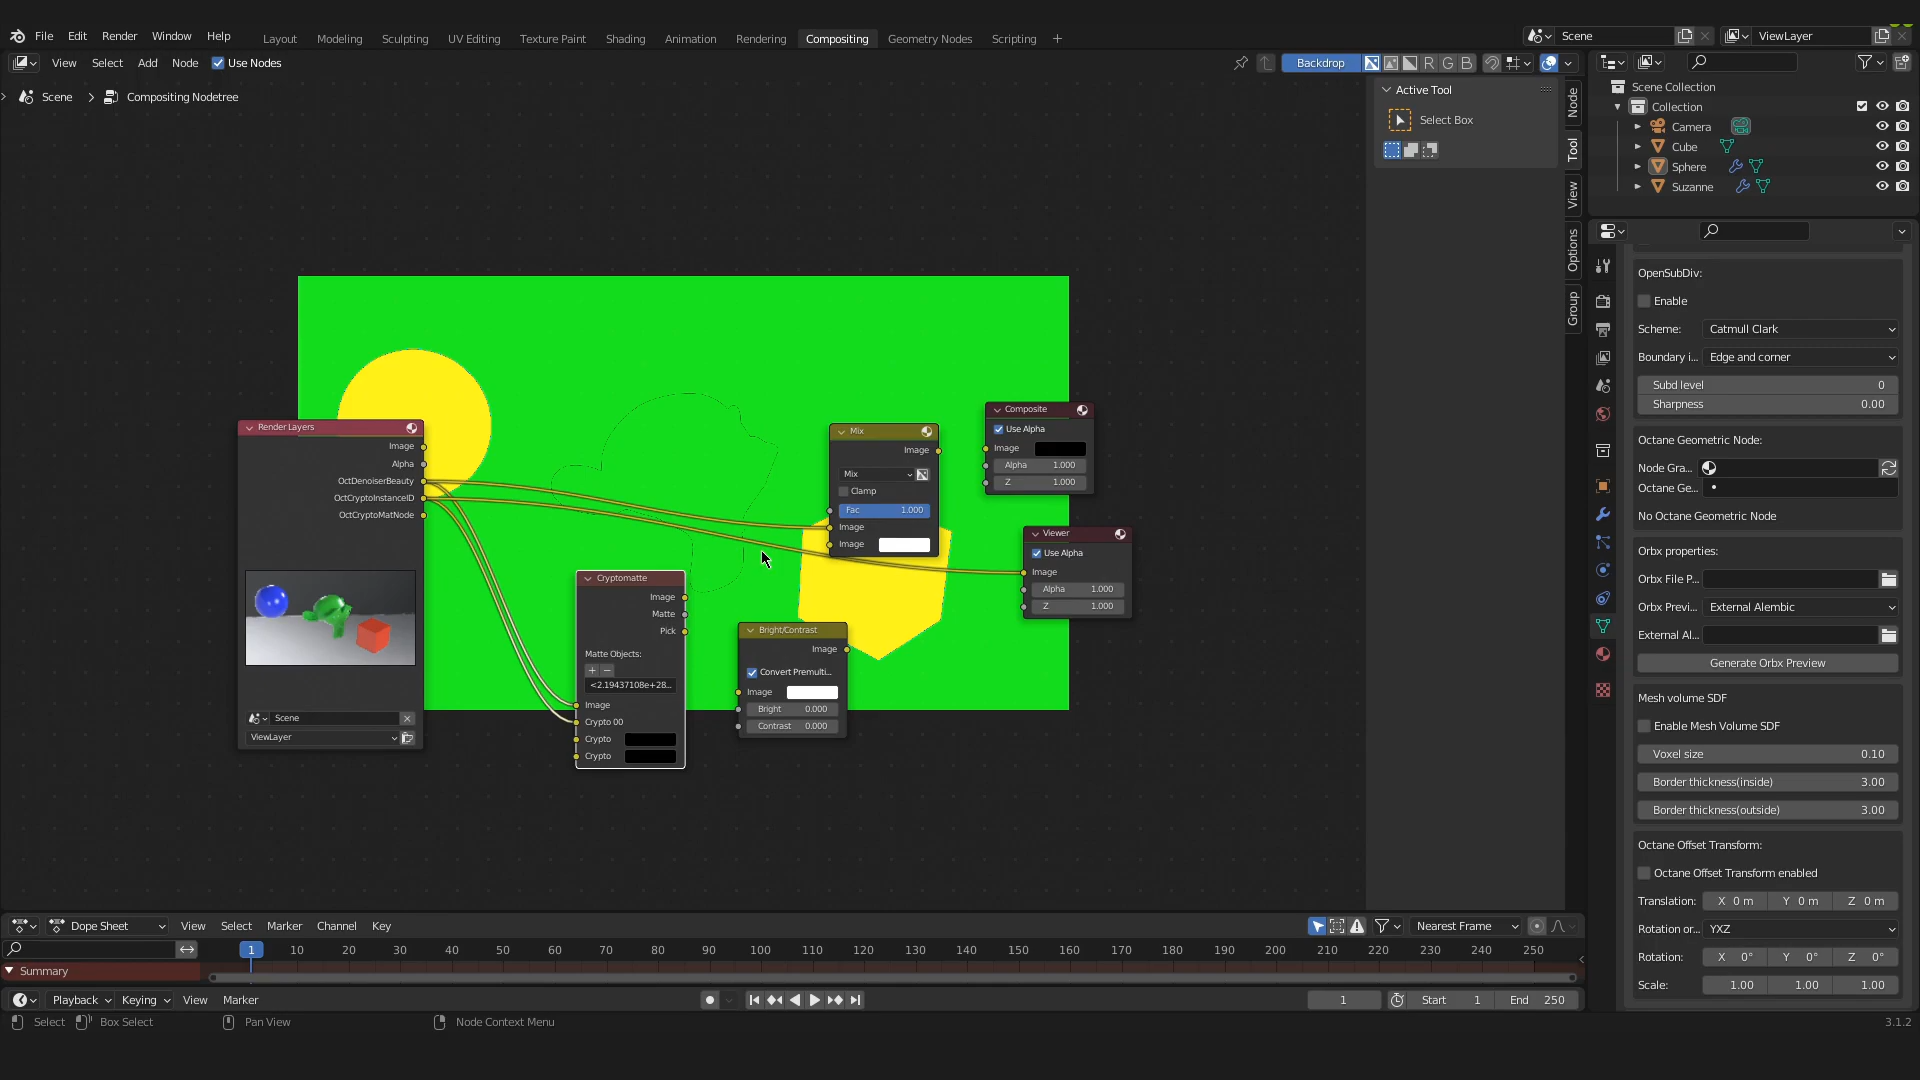 File Edit Render Window Help
Layout Modeling Sculpting UV Editing Texture Paint Shading Animation Rendering Compositing Geometry Nodes Scripting +
Scene
ViewLayer
View Select Add Node Use Nodes
Backdrop
R G B
Scene > Compositing Nodetree
Active Tool
Select Box
Node
Tool
View
Options
Group
Scene Collection
Collection
Camera
Cube
Sphere
Suzanne
OpenSubDiv:
Enable
Scheme: Catmull Clark
Boundary i... Edge and corner
Subd level 0
Sharpness 0.00
Octane Geometric Node:
Node Gra...
Octane Ge...
No Octane Geometric Node
Orbx properties:
Orbx File P...
Orbx Previ... External Alembic
External Al...
Generate Orbx Preview
Mesh volume SDF
Enable Mesh Volume SDF
Voxel size 0.10
Border thickness(inside) 3.00
Border thickness(outside) 3.00
Octane Offset Transform:
Octane Offset Transform enabled
Translation: X 0 m Y 0 m Z 0 m
Rotation or... YXZ
Rotation: X 0° Y 0° Z 0°
Scale: 1.00 1.00 1.00
Render Layers
Image
Alpha
OctDenoiserBeauty
OctCryptoInstanceID
OctCryptoMatNode
Scene
ViewLayer
Cryptomatte
Image
Matte
Pick
Matte Objects:
+ −
<2.19437108e+28...
Image
Crypto 00
Crypto
Crypto
Bright/Contrast
Image
Convert Premulti...
Image
Bright 0.000
Contrast 0.000
Mix
Image
Mix
Clamp
Fac 1.000
Image
Image
Composite
Use Alpha
Image
Alpha 1.000
Z 1.000
Viewer
Use Alpha
Image
Alpha 1.000
Z 1.000
Dope Sheet View Select Marker Channel Key
Nearest Frame
1 10 20 30 40 50 60 70 80 90 100 110 120 130 140 150 160 170 180 190 200 210 220 230 240 250
Summary
Playback Keying View Marker
1 Start 1 End 250
Select Box Select Pan View Node Context Menu
3.1.2